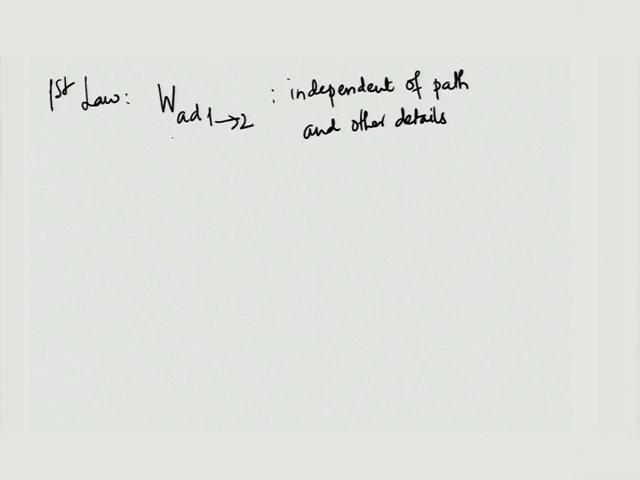 1st Law: W ad 1→2 : independent of path
and other details